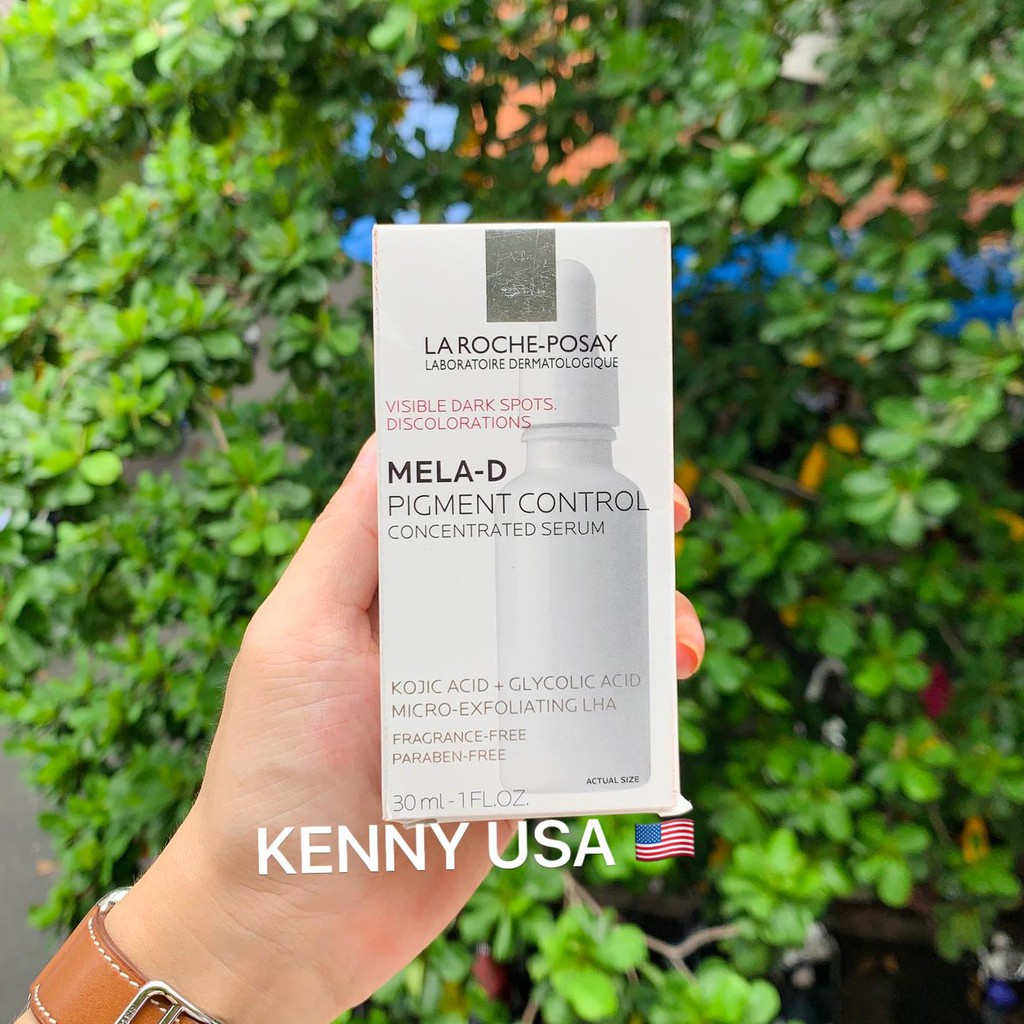 LA ROCHE-POSAY
LABORATOIRE DERMATOLOGIQUE
VISIBLE DARK SPOTS.
DISCOLORATIONS
MELA-D
PIGMENT CONTROL
CONCENTRATED SERUM
KOJIC ACID + GLYCOLIC ACID
MICRO-EXFOLIATING LHA
FRAGRANCE-FREE
PARABEN-FREE
ACTUAL SIZE
30 ml - 1 FL.OZ.
KENNY USA 🇺🇸